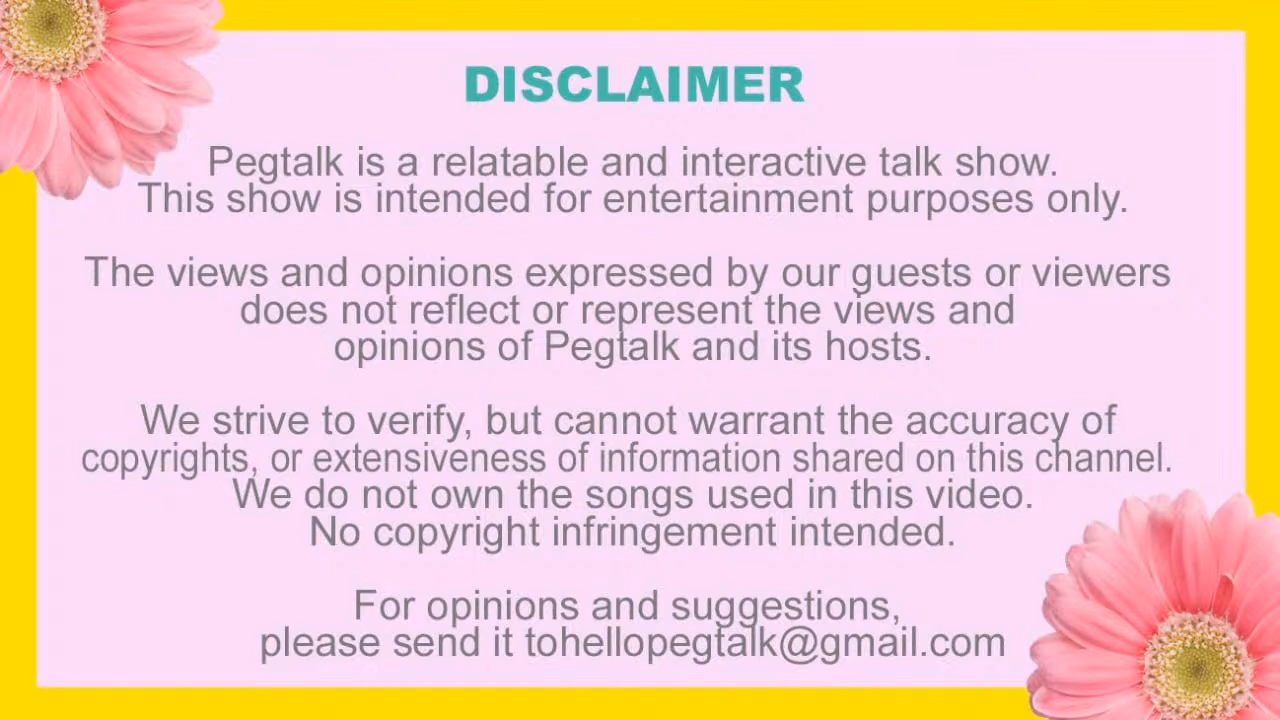 DISCLAIMER
Pegtalk is a relatable and interactive talk show.
This show is intended for entertainment purposes only.
The views and opinions expressed by our guests or viewers
does not reflect or represent the views and
opinions of Pegtalk and its hosts.
We strive to verify, but cannot warrant the accuracy of
copyrights, or extensiveness of information shared on this channel.
We do not own the songs used in this video.
No copyright infringement intended.
For opinions and suggestions,
please send it tohellopegtalk@gmail.com